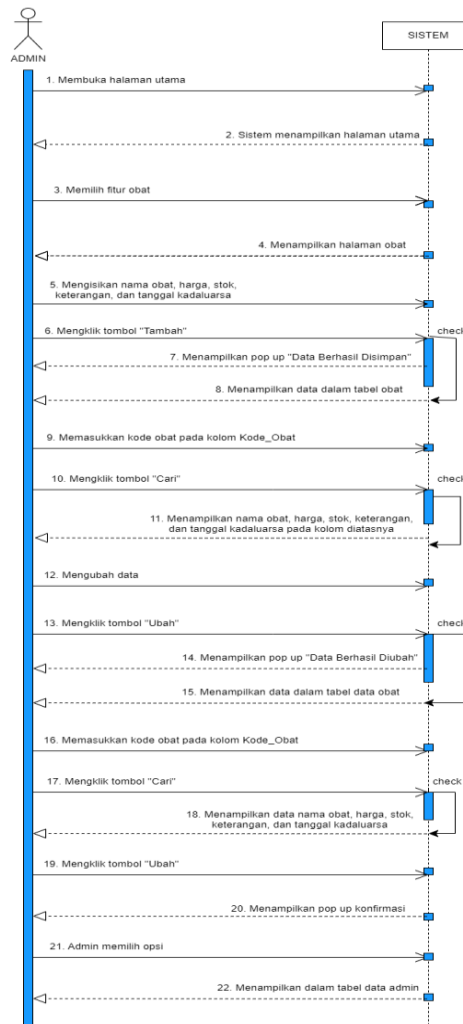 ADMIN
SISTEM
1. Membuka halaman utama
2. Sistem menampilkan halaman utama
3. Memilih fitur obat
4. Menampilkan halaman obat
5. Mengisikan nama obat, harga, stok,
keterangan, dan tanggal kadaluarsa
6. Mengklik tombol "Tambah"
check
7. Menampilkan pop up "Data Berhasil Disimpan"
8. Menampilkan data dalam tabel obat
9. Memasukkan kode obat pada kolom Kode_Obat
10. Mengklik tombol "Cari"
check
11. Menampilkan nama obat, harga, stok, keterangan,
dan tanggal kadaluarsa pada kolom diatasnya
12. Mengubah data
13. Mengklik tombol "Ubah"
check
14. Menampilkan pop up "Data Berhasil Diubah"
15. Menampilkan data dalam tabel data obat
16. Memasukkan kode obat pada kolom Kode_Obat
17. Mengklik tombol "Cari"
check
18. Menampilkan data nama obat, harga, stok,
keterangan, dan tanggal kadaluarsa
19. Mengklik tombol "Ubah"
20. Menampilkan pop up konfirmasi
21. Admin memilih opsi
22. Menampilkan dalam tabel data admin